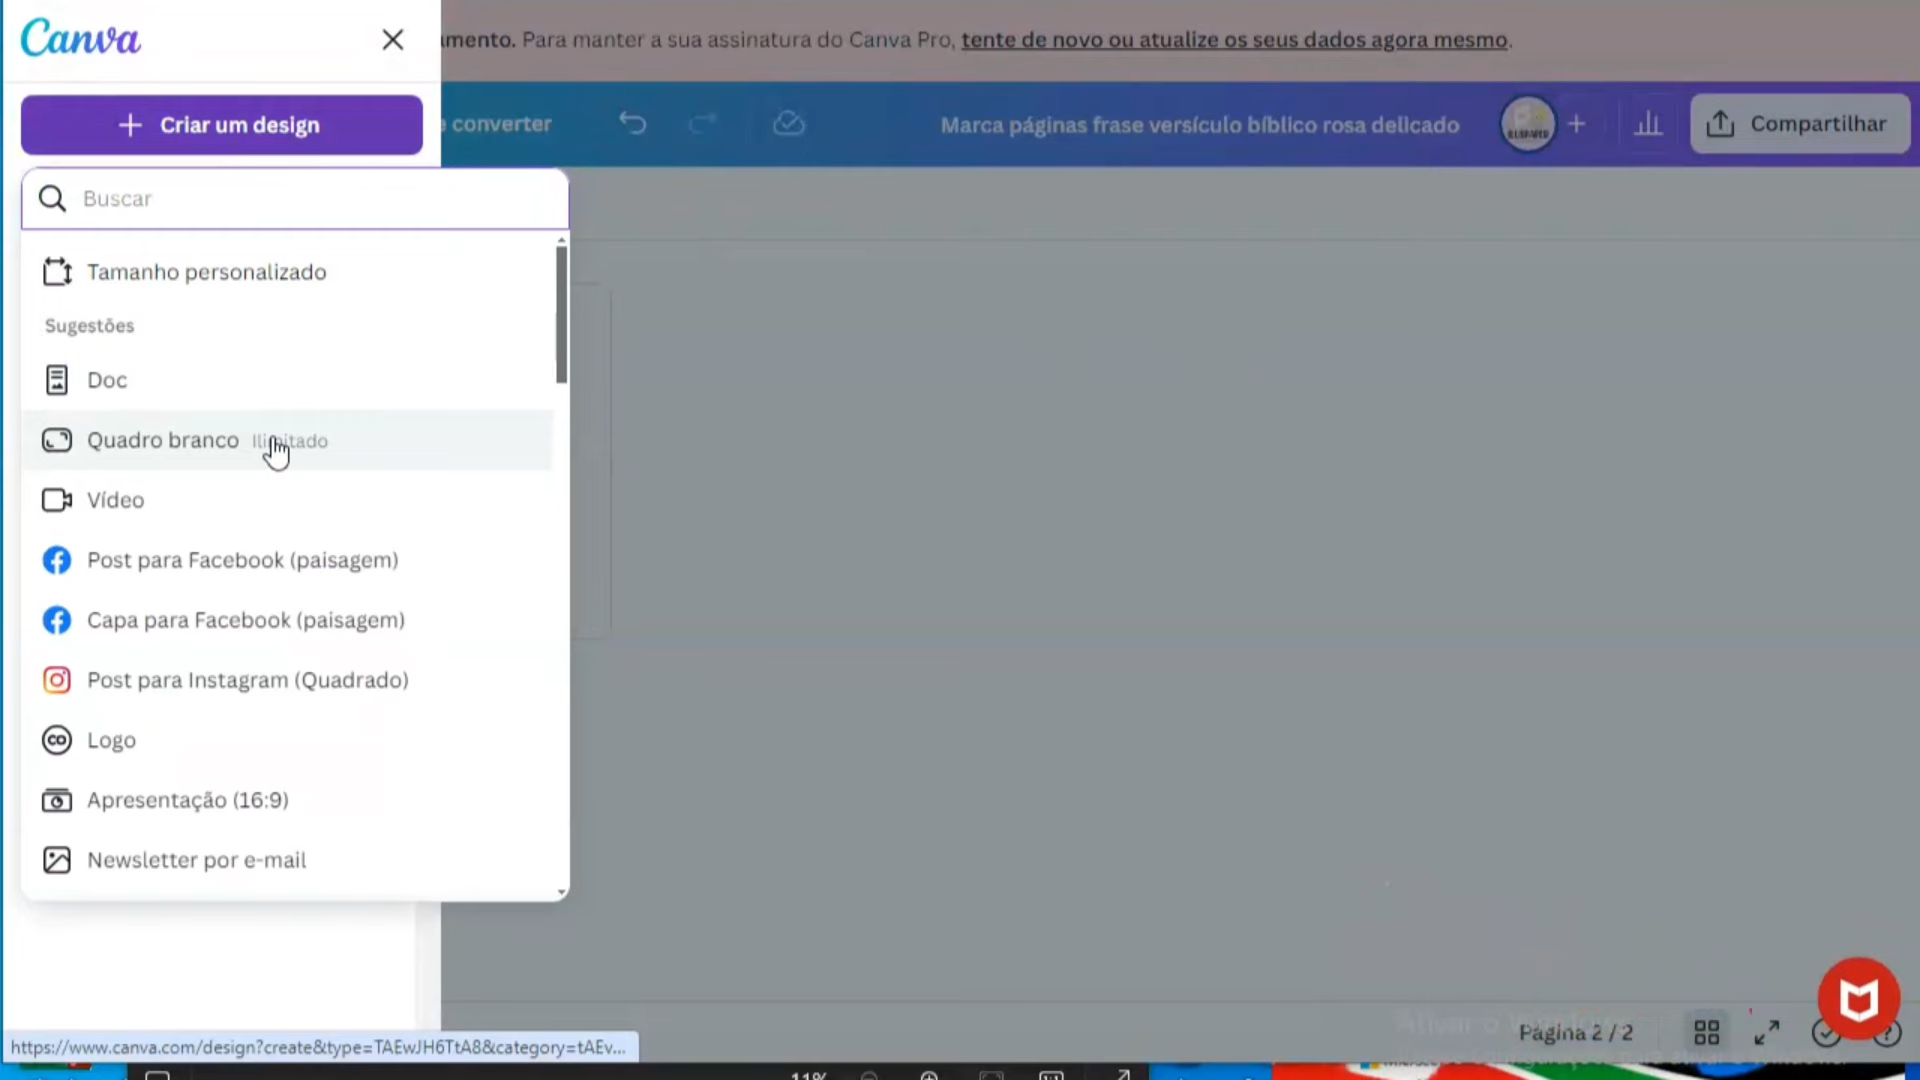 Canva
mento. Para manter a sua assinatura do Canva Pro, tente de novo ou atualize os seus dados agora mesmo.
Criar um design
e converter
Marca páginas frase versículo bíblico rosa delicado
Compartilhar
Buscar
Tamanho personalizado
Sugestões
Doc
Quadro branco Ilimitado
Vídeo
Post para Facebook (paisagem)
Capa para Facebook (paisagem)
Post para Instagram (Quadrado)
Logo
Apresentação (16:9)
Newsletter por e-mail
Página 2 / 2
https://www.canva.com/design?create&type=TAEwJH6TtA8&category=tAEv...
11%